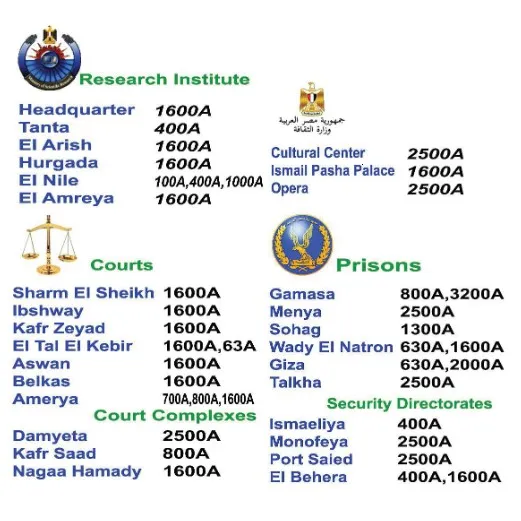 Research Institute
Headquarter 1600A
Tanta 400A
El Arish 1600A
Hurgada 1600A
El Nile 100A,400A,1000A
El Amreya 1600A
جمهورية مصر العربية
وزارة الثقافة
Cultural Center 2500A
Ismail Pasha Palace 1600A
Opera 2500A
Courts
Sharm El Sheikh 1600A
Ibshway 1600A
Kafr Zeyad 1600A
El Tal El Kebir 1600A,63A
Aswan 1600A
Belkas 1600A
Amerya 700A,800A,1600A
Court Complexes
Damyeta 2500A
Kafr Saad 800A
Nagaa Hamady 1600A
Prisons
Gamasa 800A,3200A
Menya 2500A
Sohag 1300A
Wady El Natron 630A,1600A
Giza 630A,2000A
Talkha 2500A
Security Directorates
Ismaeliya 400A
Monofeya 2500A
Port Saied 2500A
El Behera 400A,1600A